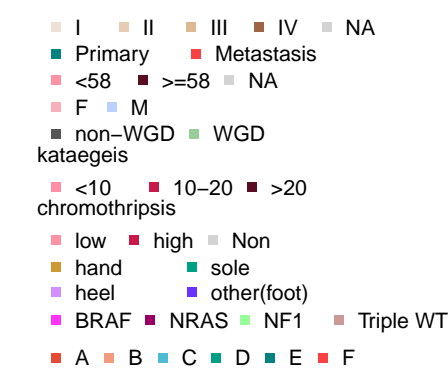 I II III IV NA
Primary Metastasis
<58 >=58 NA
F M
non−WGD WGD
kataegeis
<10 10−20 >20
chromothripsis
low high Non
hand sole
heel other(foot)
BRAF NRAS NF1 Triple WT
A B C D E F